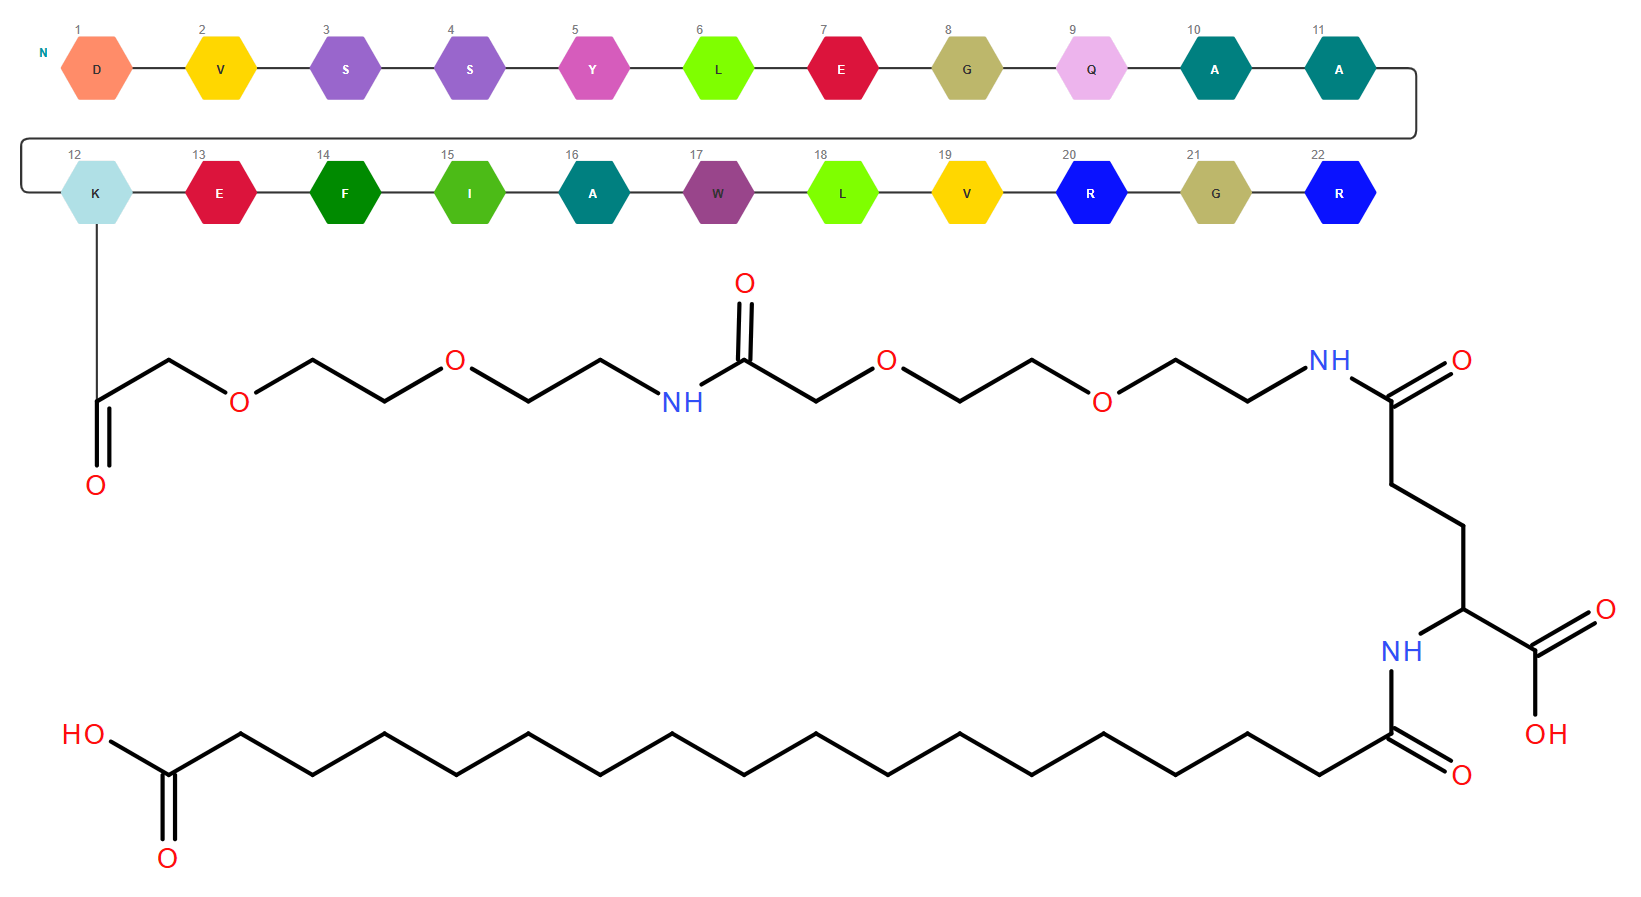 1 2 3 4 5 6 7 8 9 10 11
N D V S S Y L E G Q A A
12 13 14 15 16 17 18 19 20 21 22
K E F I A W L V R G R
O
O O NH O
O NH O O
O
O
NH
HO OH
O
O